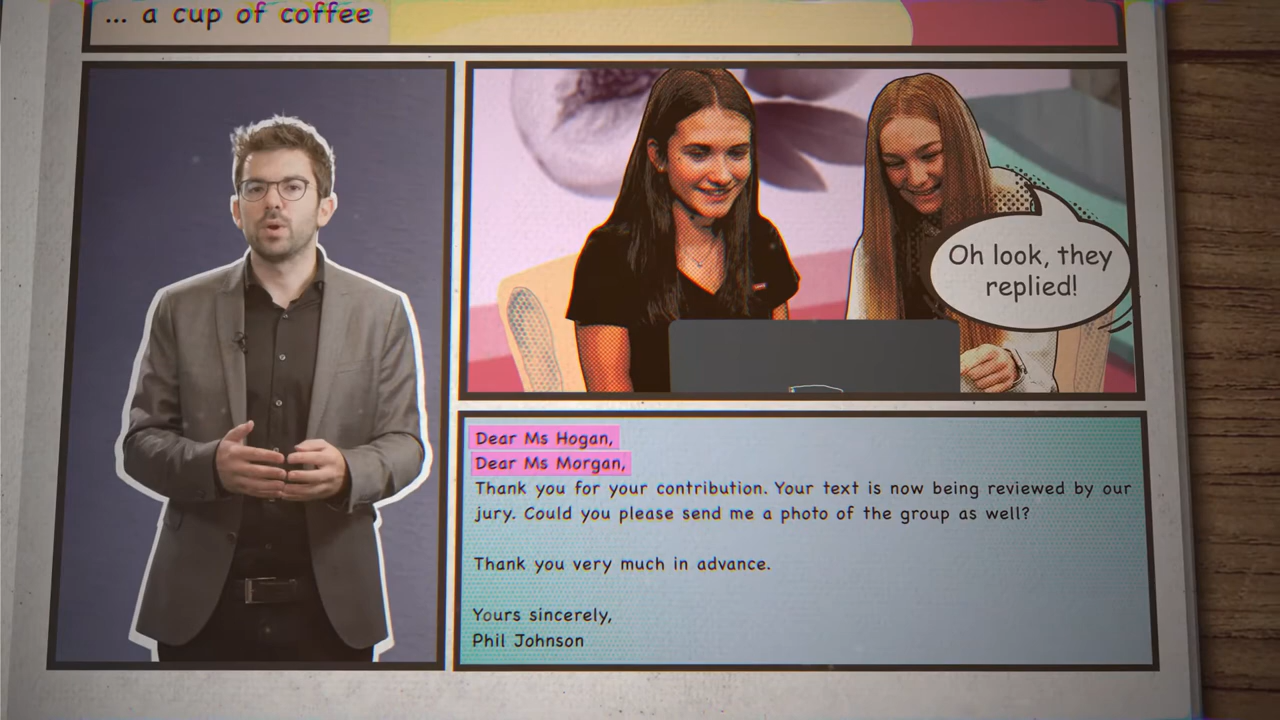 ... a cup of coffee
Oh look, they
replied!
Dear Ms Hogan,
Dear Ms Morgan,
Thank you for your contribution. Your text is now being reviewed by our
jury. Could you please send me a photo of the group as well?
Thank you very much in advance.
Yours sincerely,
Phil Johnson